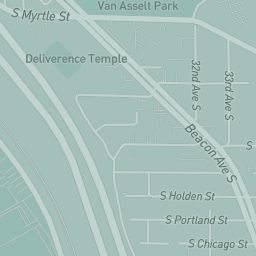 Van Asselt Park
S Myrtle St
Deliverence Temple
32nd Ave S
33rd Ave S
Beacon Ave S
S
S Holden St
S Portland St
S Chicago St